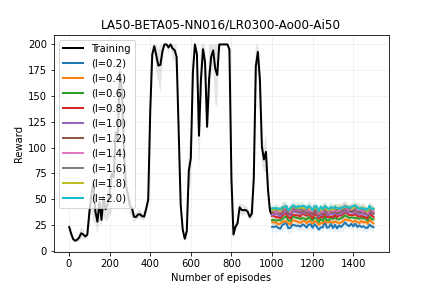 LA50-BETA05-NN016/LR0300-Ao00-Ai50
200
175
150
125
100
75
50
25
0
Reward
Training
(l=0.2)
(l=0.4)
(l=0.6)
(l=0.8)
(l=1.0)
(l=1.2)
(l=1.4)
(l=1.6)
(l=1.8)
(l=2.0)
0 200 400 600 800 1000 1200 1400
Number of episodes